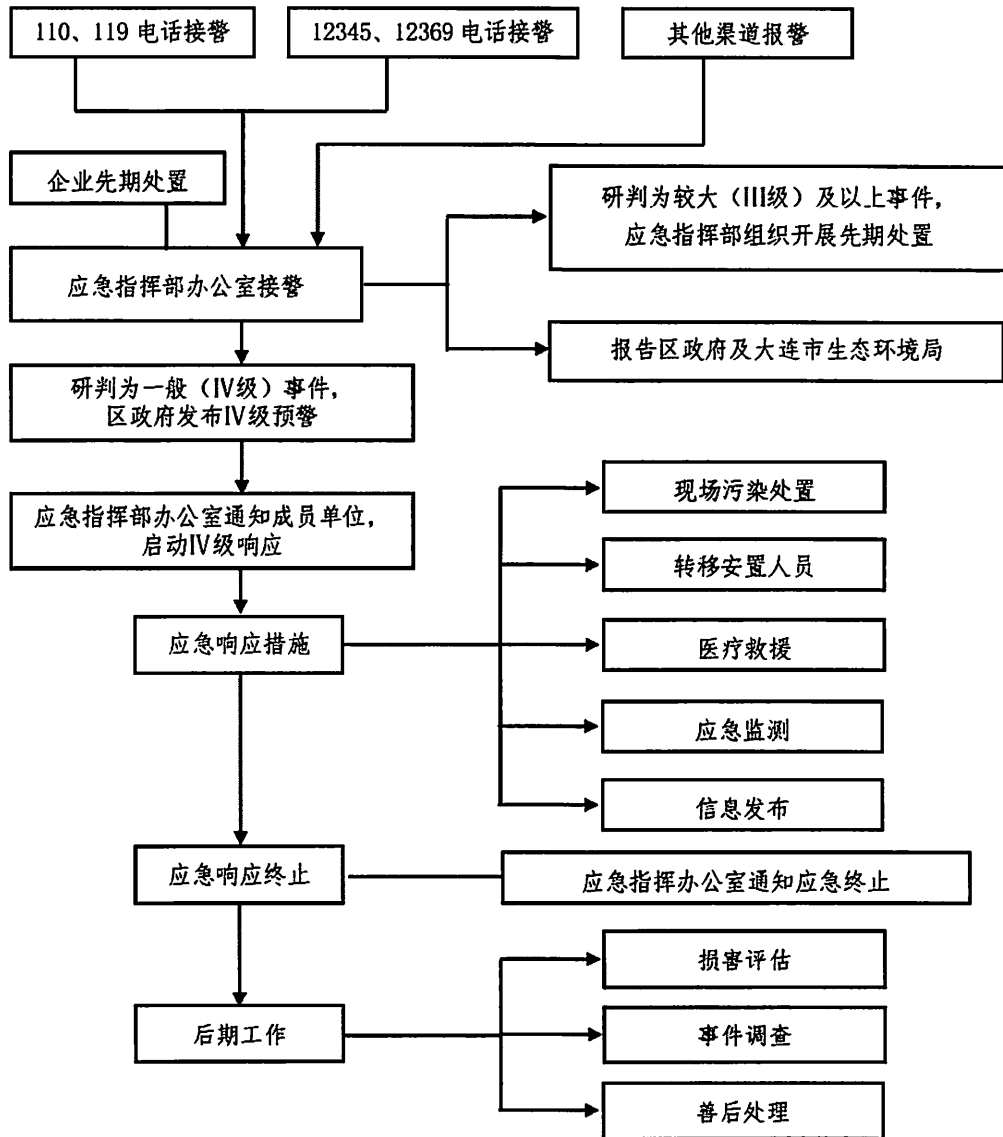 110、119 电话接警
12345、12369 电话接警
其他渠道报警
企业先期处置
研判为较大（III级）及以上事件，
应急指挥部组织开展先期处置
应急指挥部办公室接警
报告区政府及大连市生态环境局
研判为一般（IV级）事件，
区政府发布IV级预警
应急指挥部办公室通知成员单位，
启动IV级响应
现场污染处置
转移安置人员
应急响应措施
医疗救援
应急监测
信息发布
应急响应终止
应急指挥办公室通知应急终止
损害评估
后期工作
事件调查
善后处理